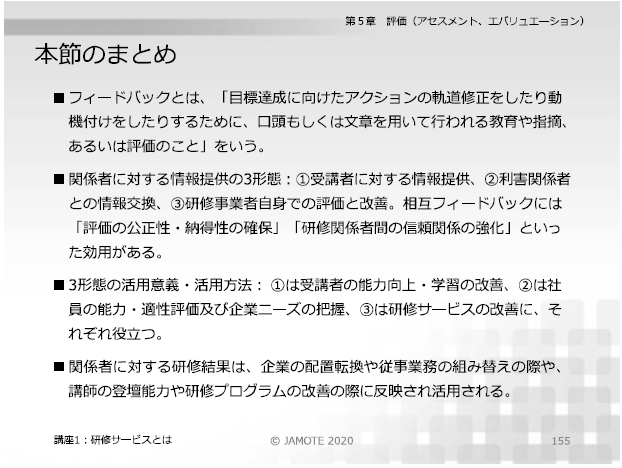 第5章 評価（アセスメント、エバリュエーション）
本節のまとめ
■ フィードバックとは、「目標達成に向けたアクションの軌道修正をしたり動
機付けをしたりするために、口頭もしくは文章を用いて行われる教育や指摘、
あるいは評価のこと」をいう。
■ 関係者に対する情報提供の3形態：①受講者に対する情報提供、②利害関係者
との情報交換、③研修事業者自身での評価と改善。相互フィードバックには
「評価の公正性・納得性の確保」「研修関係者間の信頼関係の強化」といっ
た効用がある。
■ 3形態の活用意義・活用方法： ①は受講者の能力向上・学習の改善、②は社
員の能力・適性評価及び企業ニーズの把握、③は研修サービスの改善に、そ
れぞれ役立つ。
■ 関係者に対する研修結果は、企業の配置転換や従事業務の組み替えの際や、
講師の登壇能力や研修プログラムの改善の際に反映され活用される。
講座1：研修サービスとは
© JAMOTE 2020
155